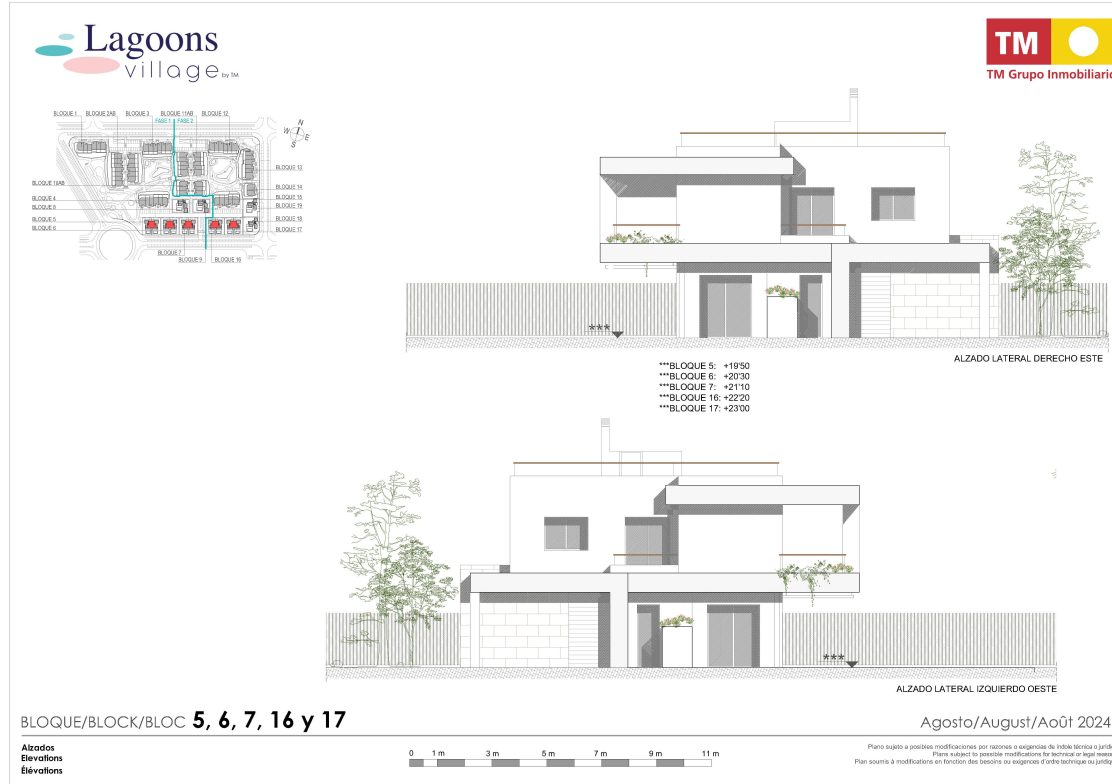 Lagoons
village by TM
TM
TM Grupo Inmobiliario
BLOQUE 1
BLOQUE 2AB
BLOQUE 3
BLOQUE 11AB
BLOQUE 12
FASE 1
FASE 2
N
W
E
S
BLOQUE 13
BLOQUE 10AB
BLOQUE 14
BLOQUE 4
BLOQUE 15
BLOQUE 19
BLOQUE 5
BLOQUE 18
BLOQUE 6
BLOQUE 17
BLOQUE 7
BLOQUE 9
BLOQUE 16
***
ALZADO LATERAL DERECHO ESTE
***BLOQUE 5: +19'50
***BLOQUE 6: +20'30
***BLOQUE 7: +21'10
***BLOQUE 16: +22'20
***BLOQUE 17: +23'00
***
ALZADO LATERAL IZQUIERDO OESTE
BLOQUE/BLOCK/BLOC 5, 6, 7, 16 y 17
Agosto/August/Août 2024
Alzados
Elevations
Élévations
0 1 m 3 m 5 m 7 m 9 m 11 m
Plano sujeto a posibles modificaciones por razones o exigencias de índole técnica o
Plans subject to possible modifications for technical or legal
Plan soumis à modifications en fonction des besoins ou exigences d'ordre technique ou